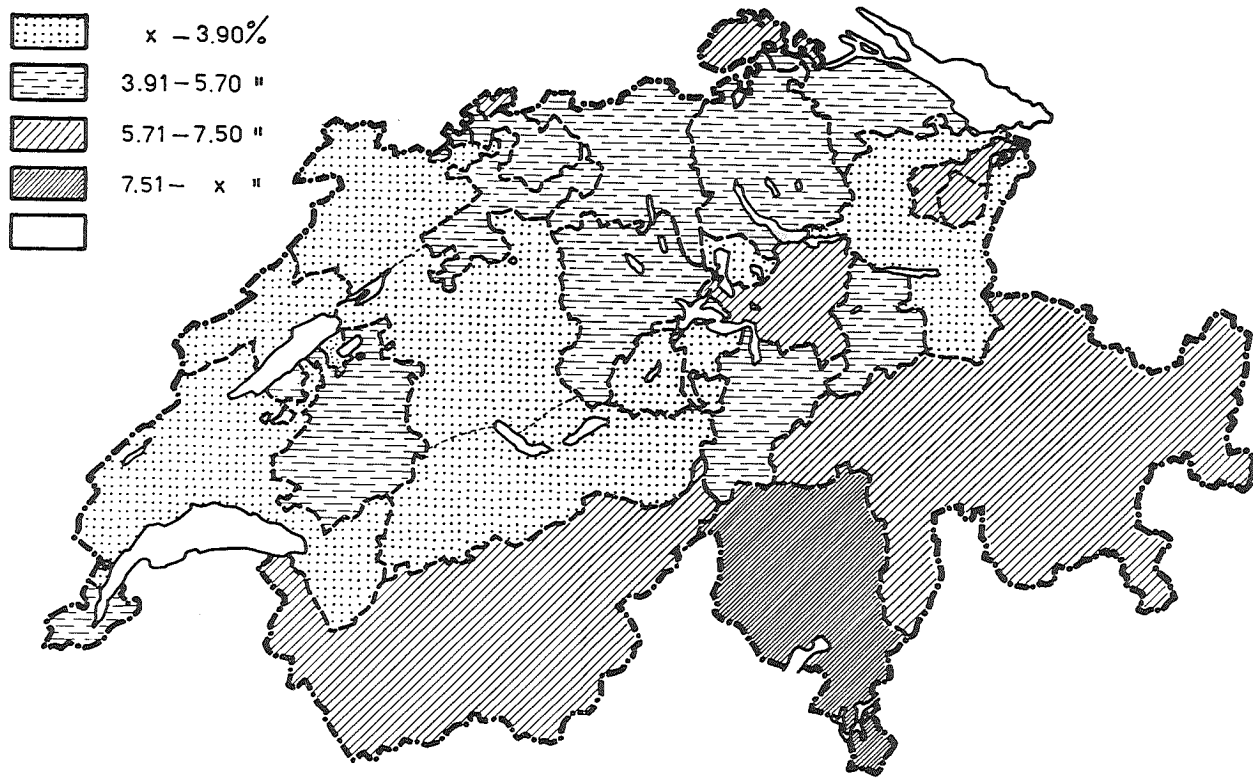 x – 3.90%
3.91 – 5.70 "
5.71 – 7.50 "
7.51 – x "